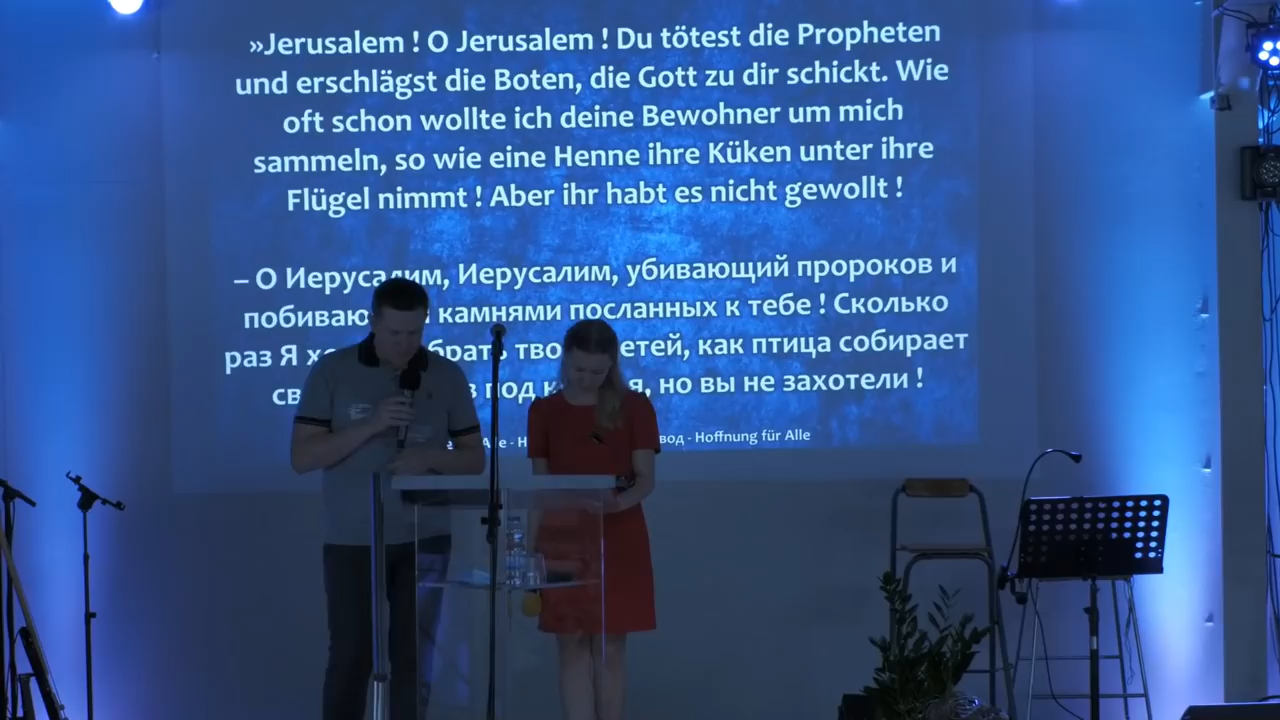 »Jerusalem ! O Jerusalem ! Du tötest die Propheten
und erschlägst die Boten, die Gott zu dir schickt. Wie
oft schon wollte ich deine Bewohner um mich
sammeln, so wie eine Henne ihre Küken unter ihre
Flügel nimmt ! Aber ihr habt es nicht gewollt !
– О Иерусалим, Иерусалим, убивающий пророков и
камнями посланных к тебе ! Сколько
раз Я как птица собирает
под но вы не захотели !
- Hoffnung für Alle